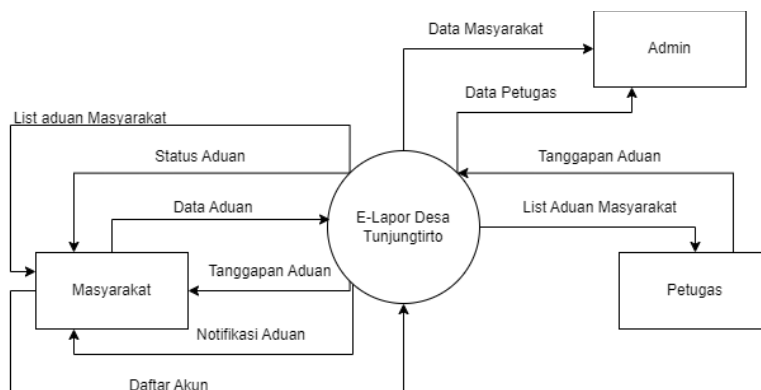 Data Masyarakat
Admin
Data Petugas
List aduan Masyarakat
Status Aduan
Tanggapan Aduan
Data Aduan
E-Lapor Desa
Tunjungtirto
List Aduan Masyarakat
Tanggapan Aduan
Masyarakat
Petugas
Notifikasi Aduan
Daftar Akun